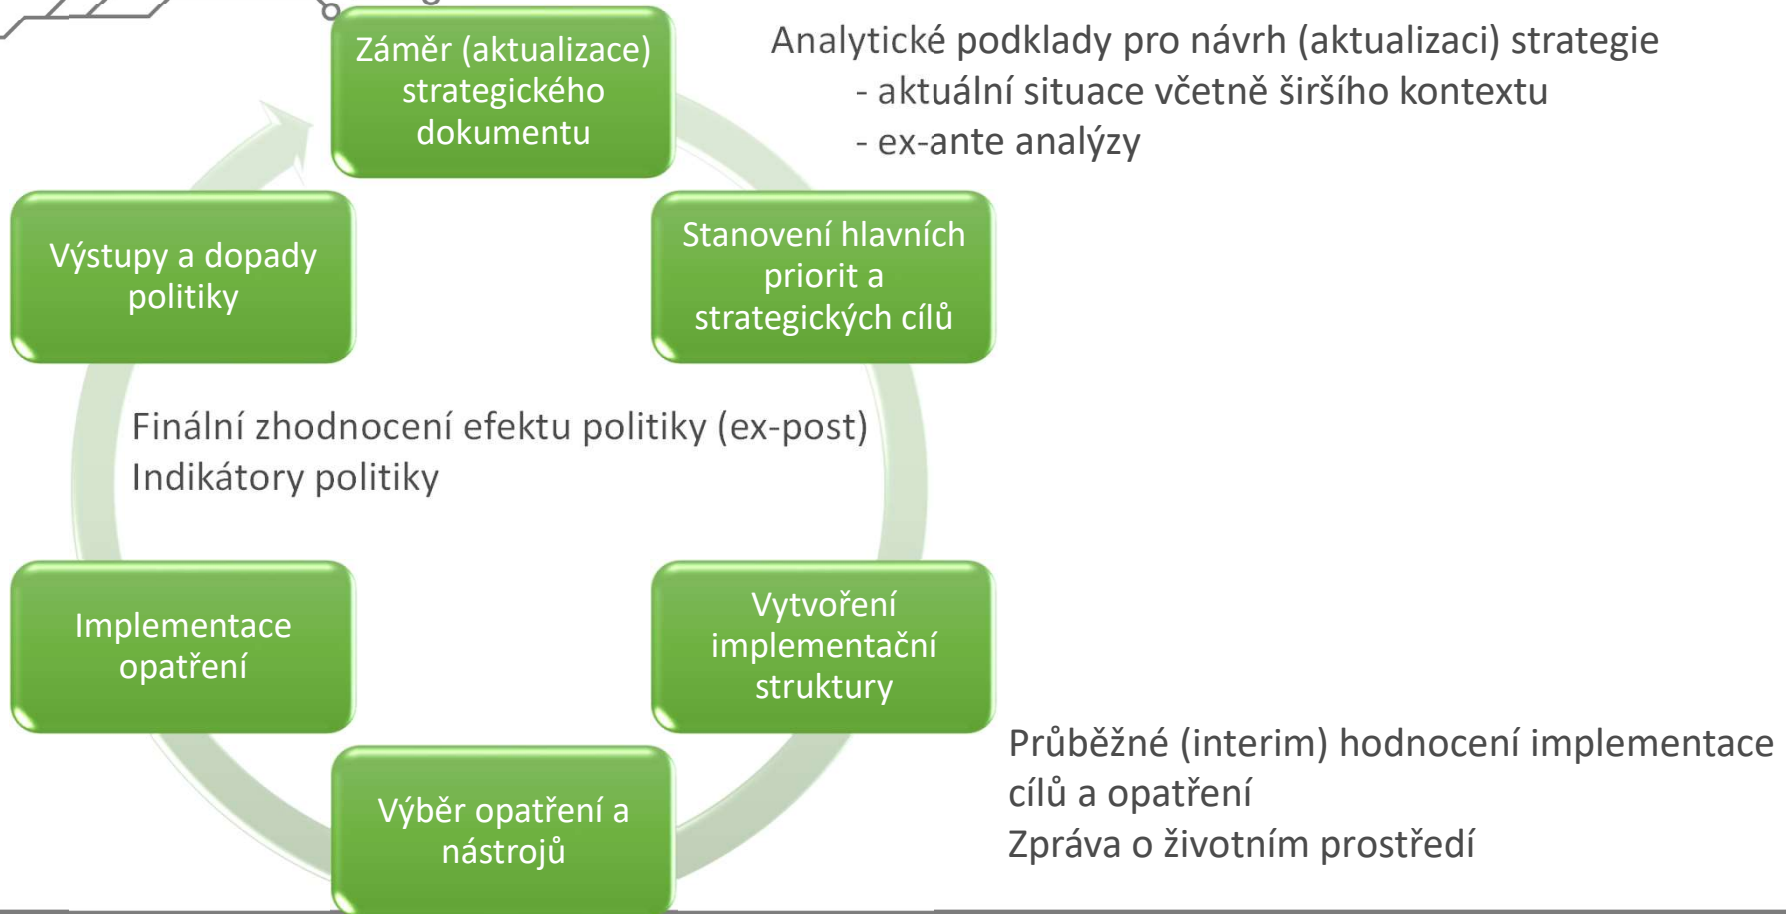 Záměr (aktualizace)
strategického
dokumentu
Analytické podklady pro návrh (aktualizaci) strategie
- aktuální situace včetně širšího kontextu
- ex-ante analýzy
Stanovení hlavních
priorit a
strategických cílů
Výstupy a dopady
politiky
Finální zhodnocení efektu politiky (ex-post)
Indikátory politiky
Vytvoření
implementační
struktury
Implementace
opatření
Průběžné (interim) hodnocení implementace
cílů a opatření
Zpráva o životním prostředí
Výběr opatření a
nástrojů